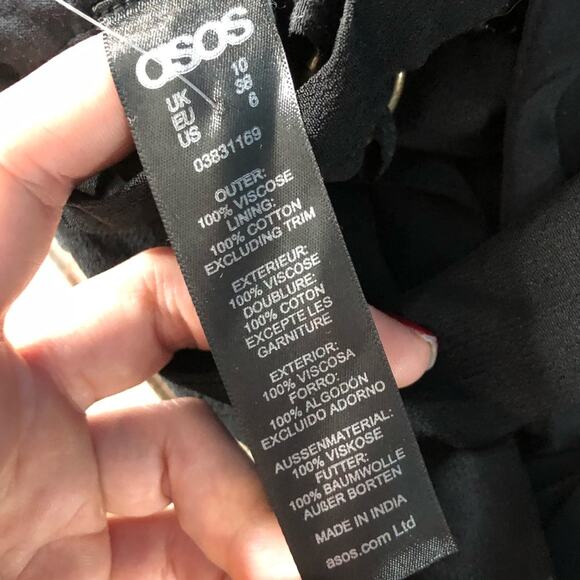 asos
UK 10
EU 38
US 6
03831169
OUTER:
100% VISCOSE
LINING:
100% COTTON
EXCLUDING TRIM
EXTERIEUR:
100% VISCOSE
DOUBLURE:
100% COTON
EXCEPTE LES
GARNITURE
EXTERIOR:
100% VISCOSA
FORRO:
100% ALGODÓN
EXCLUIDO ADORNO
AUSSENMATERIAL:
100% VISKOSE
FUTTER:
100% BAUMWOLLE
AUßER BORTEN
MADE IN INDIA
asos.com Ltd